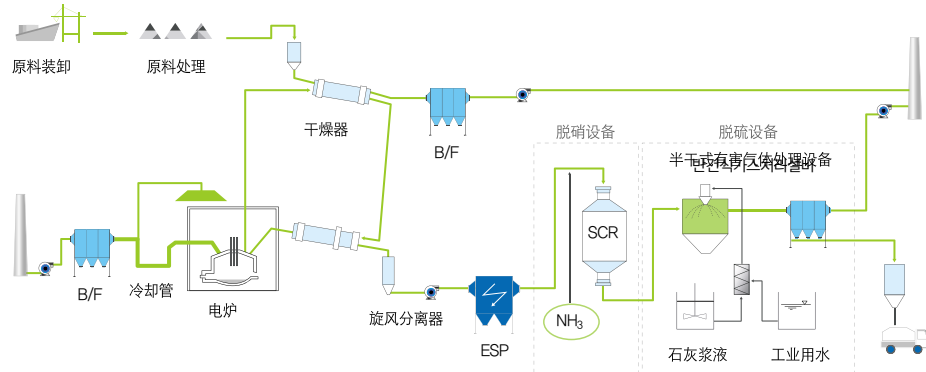 原料装卸
原料处理
干燥器
B/F
脱硝设备
脱硫设备
半干式有害气体处理设备
SCR
B/F
冷却管
电炉
旋风分离器
ESP
NH3
石灰浆液
工业用水